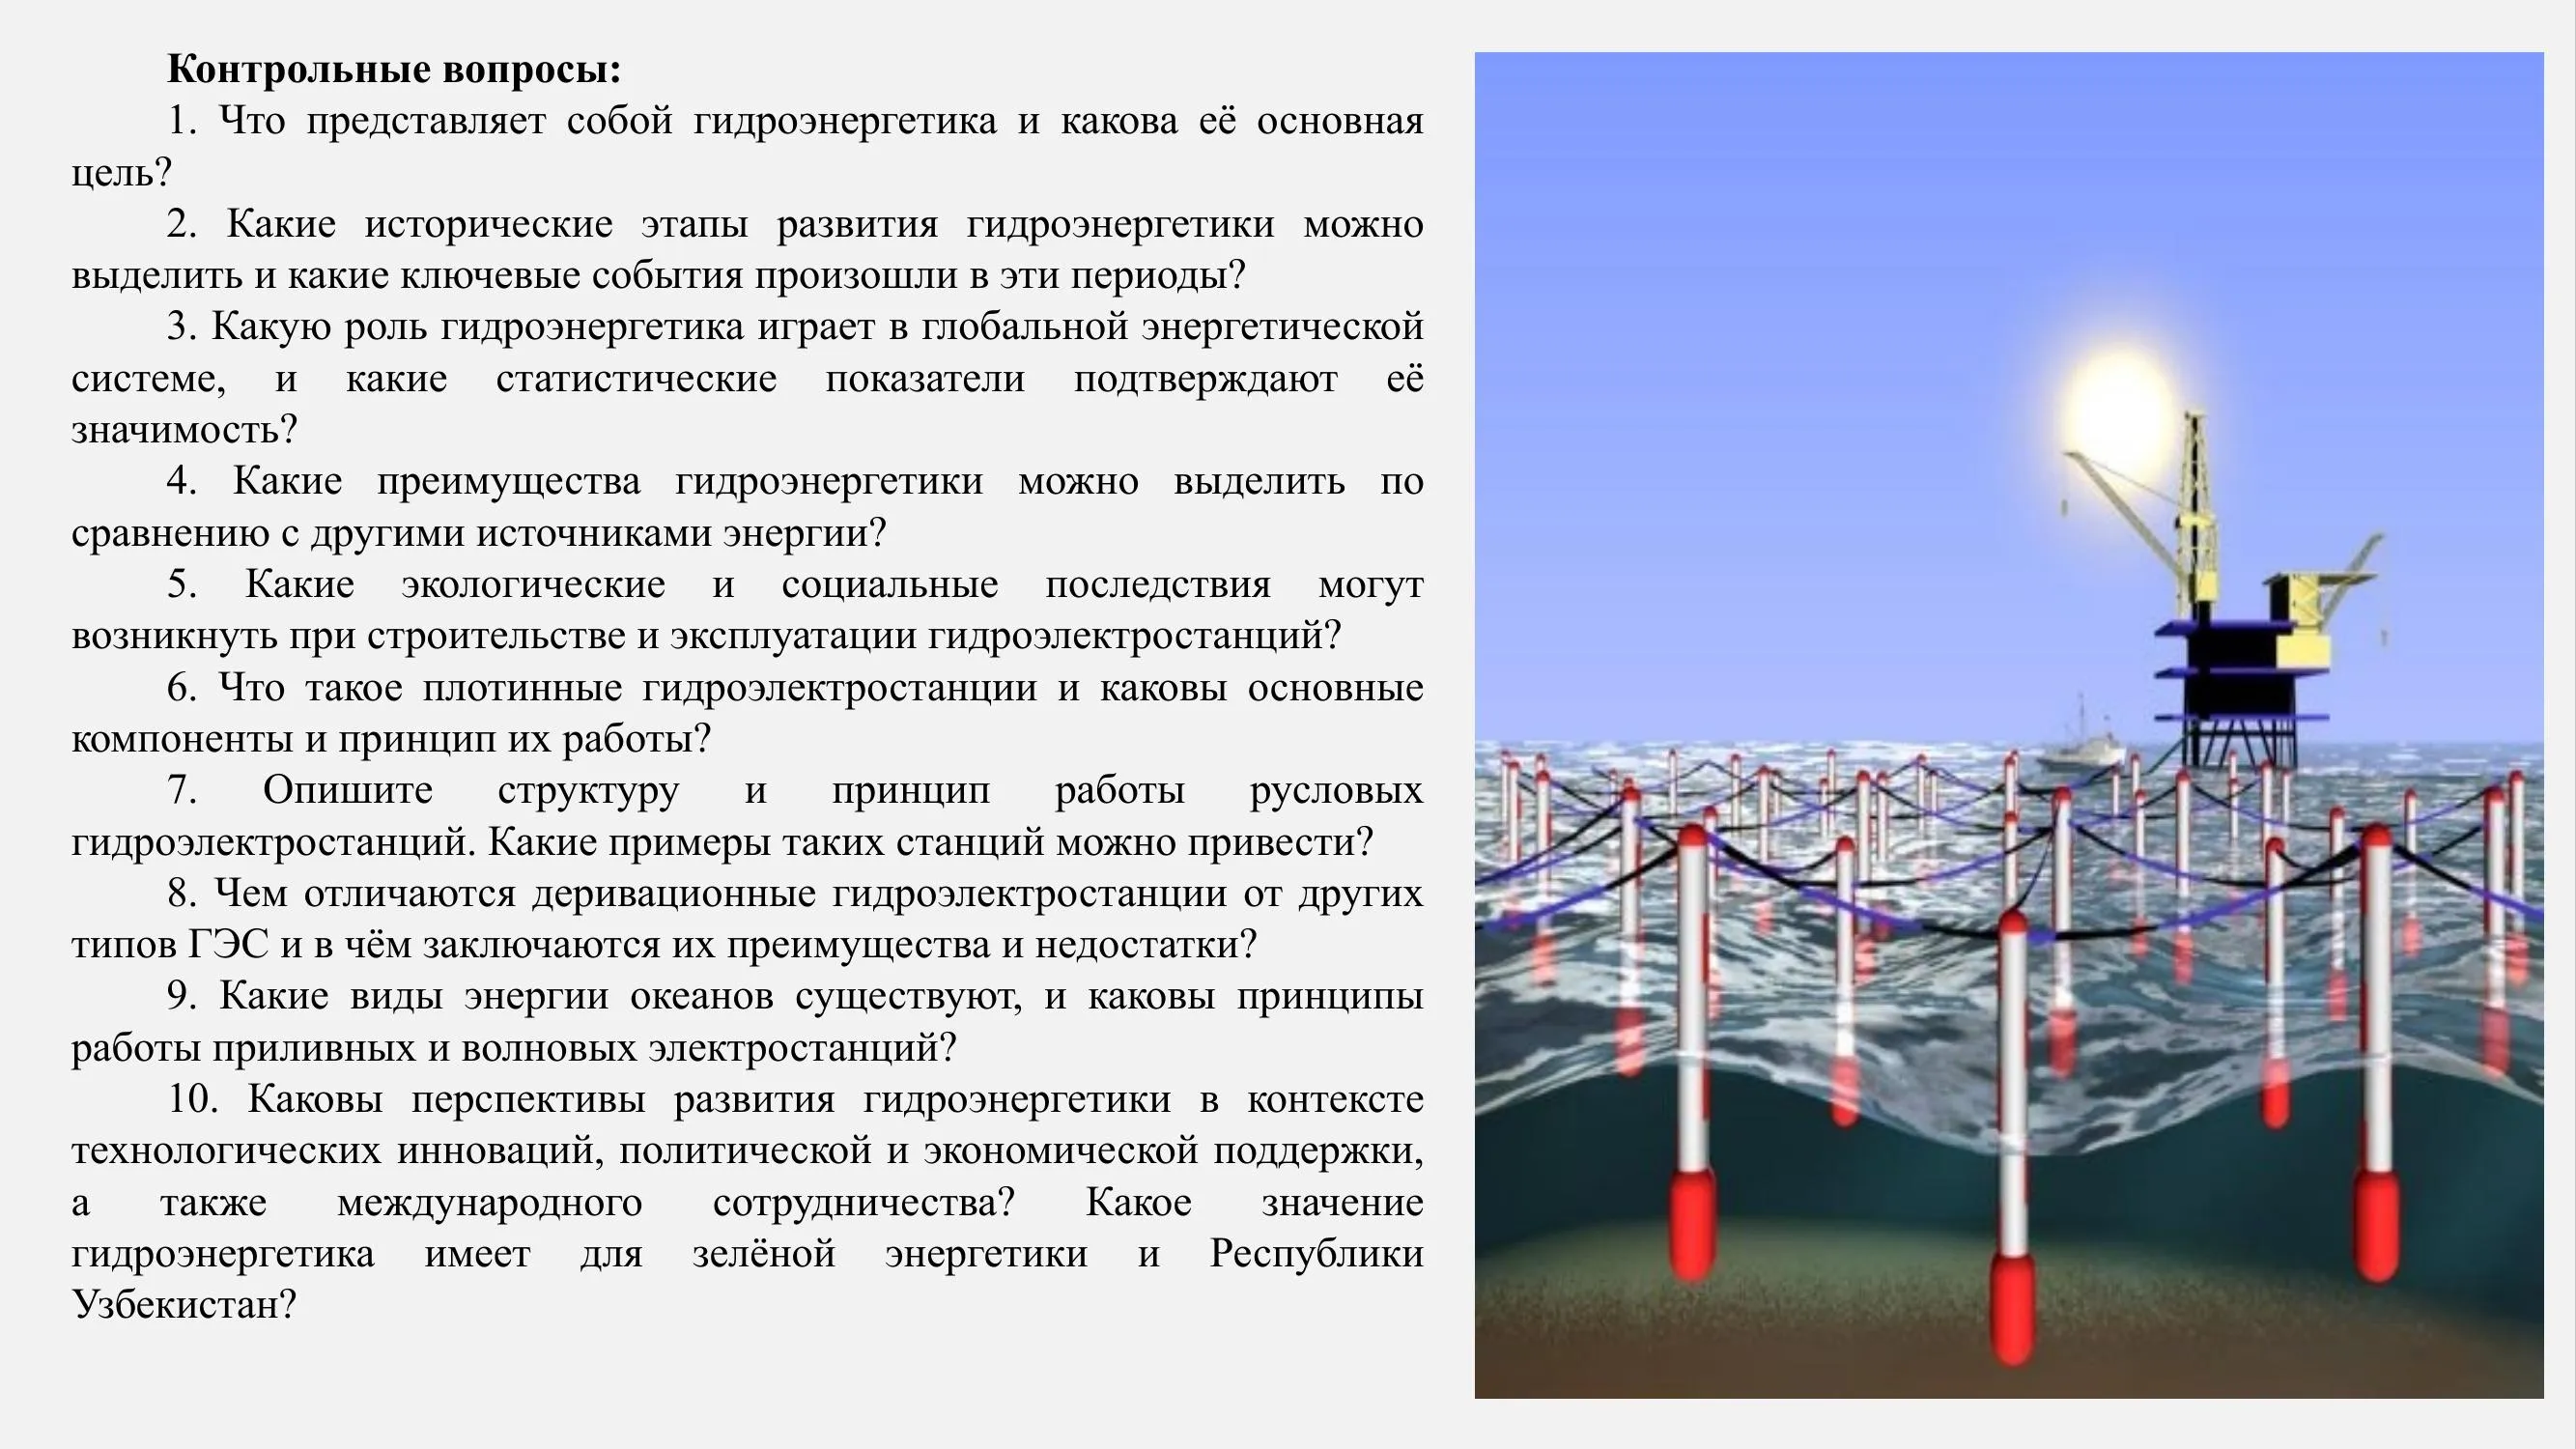 Контрольные вопросы:
1. Что представляет собой гидроэнергетика и какова её основная
цель?
2. Какие исторические этапы развития гидроэнергетики можно
выделить и какие ключевые события произошли в эти периоды?
3. Какую роль гидроэнергетика играет в глобальной энергетической
системе, и какие статистические показатели подтверждают её
значимость?
4. Какие преимущества гидроэнергетики можно выделить по
сравнению с другими источниками энергии?
5. Какие экологические и социальные последствия могут
возникнуть при строительстве и эксплуатации гидроэлектростанций?
6. Что такое плотинные гидроэлектростанции и каковы основные
компоненты и принцип их работы?
7. Опишите структуру и принцип работы русловых
гидроэлектростанций. Какие примеры таких станций можно привести?
8. Чем отличаются деривационные гидроэлектростанции от других
типов ГЭС и в чём заключаются их преимущества и недостатки?
9. Какие виды энергии океанов существуют, и каковы принципы
работы приливных и волновых электростанций?
10. Каковы перспективы развития гидроэнергетики в контексте
технологических инноваций, политической и экономической поддержки,
а также международного сотрудничества? Какое значение
гидроэнергетика имеет для зелёной энергетики и Республики
Узбекистан?